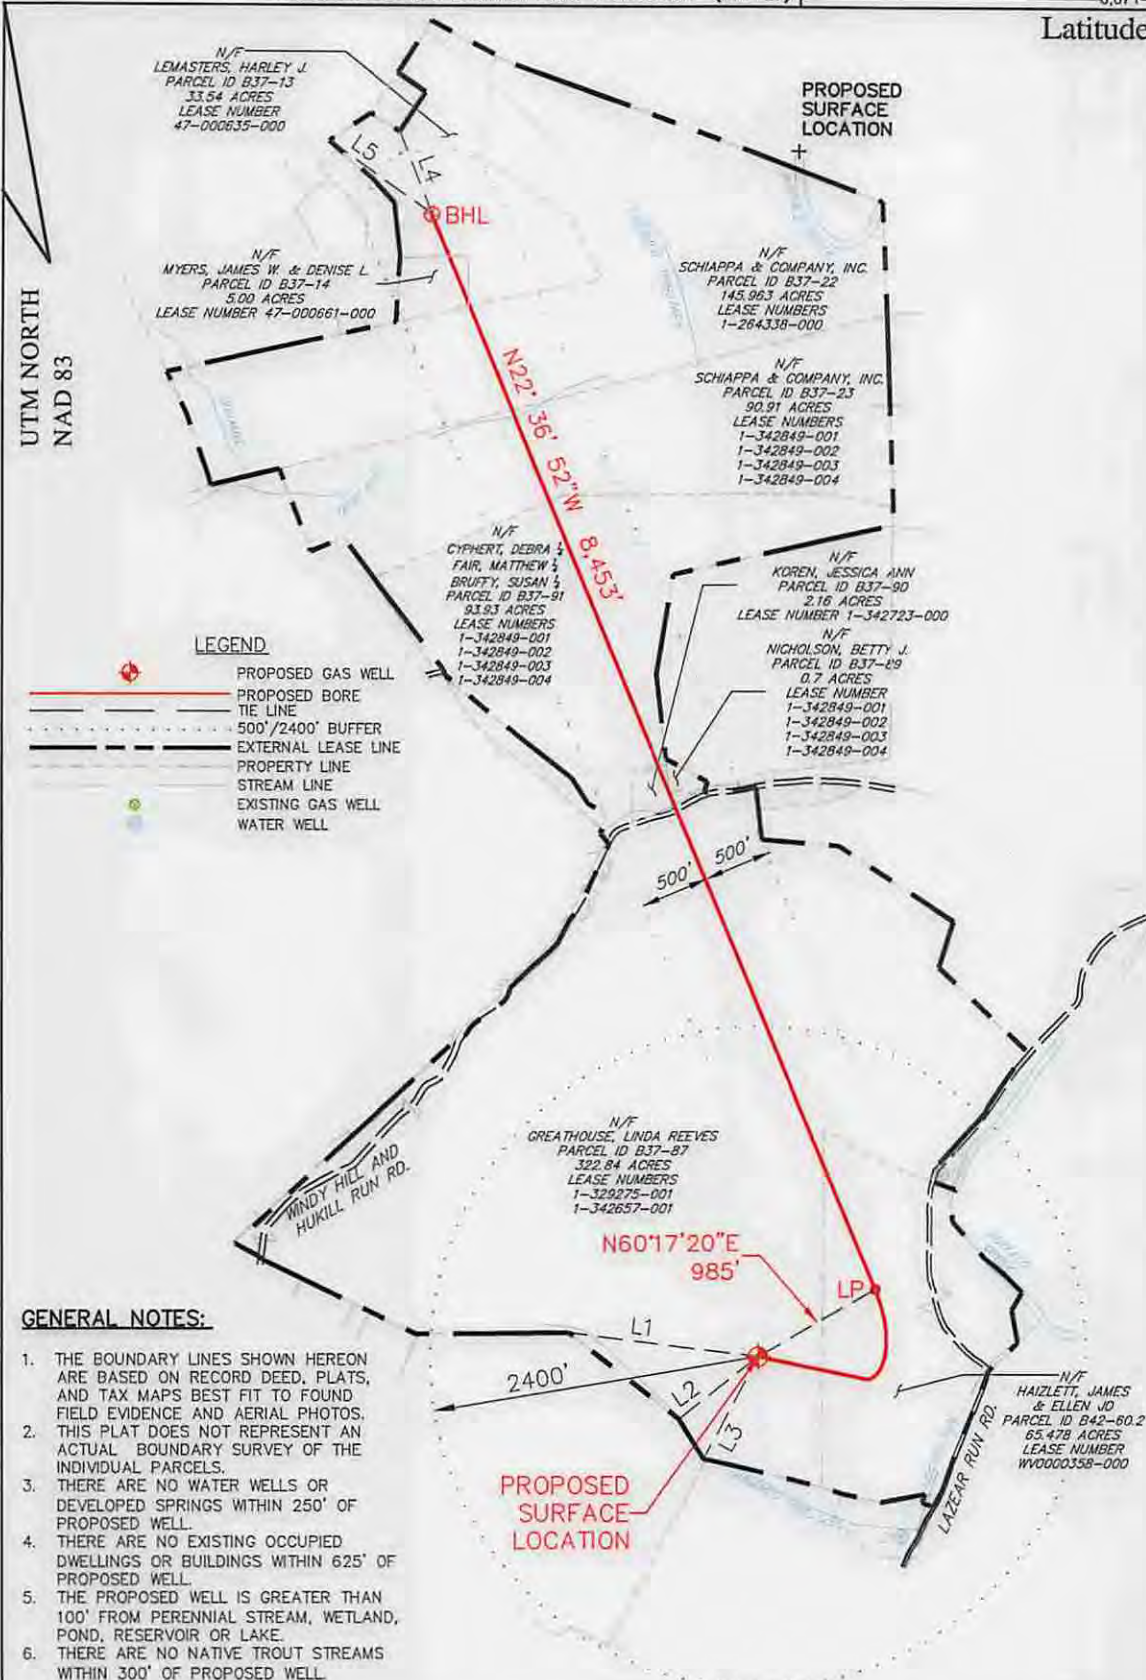 Latitude
N/F
LEMASTERS, HARLEY J.
PARCEL ID B37-13
33.54 ACRES
LEASE NUMBER
47-000635-000
PROPOSED
SURFACE
LOCATION
L5
L4
BHL
N/F
MYERS, JAMES W. & DENISE L.
PARCEL ID B37-14
5.00 ACRES
LEASE NUMBER 47-000661-000
N/F
SCHIAPPA & COMPANY, INC.
PARCEL ID B37-22
145.963 ACRES
LEASE NUMBERS
1-264338-000
UTM NORTH
NAD 83
N/F
SCHIAPPA & COMPANY, INC.
PARCEL ID B37-23
90.91 ACRES
LEASE NUMBERS
1-342849-001
1-342849-002
1-342849-003
1-342849-004
N22° 36' 52"W 8,453'
N/F
CYPHERT, DEBRA
FAIR, MATTHEW
BRUFFY, SUSAN
PARCEL ID B37-91
93.93 ACRES
LEASE NUMBERS
1-342849-001
1-342849-002
1-342849-003
1-342849-004
N/F
KOREN, JESSICA ANN
PARCEL ID B37-90
2.16 ACRES
LEASE NUMBER 1-342723-000
N/F
NICHOLSON, BETTY J.
PARCEL ID B37-89
0.7 ACRES
LEASE NUMBER
1-342849-001
1-342849-002
1-342849-003
1-342849-004
LEGEND
PROPOSED GAS WELL
PROPOSED BORE
TIE LINE
500'/2400' BUFFER
EXTERNAL LEASE LINE
PROPERTY LINE
STREAM LINE
EXISTING GAS WELL
WATER WELL
500'
500'
N/F
GREATHOUSE, LINDA REEVES
PARCEL ID B37-87
322.84 ACRES
LEASE NUMBERS
1-329275-001
1-342657-001
WINDY HILL AND
HUKILL RUN RD.
N60°17'20"E
985'
LP
L1
2400'
L2
L3
N/F
HAIZLETT, JAMES
& ELLEN JO
PARCEL ID B42-60.2
65.478 ACRES
LEASE NUMBER
WV0000358-000
LAZEAR RUN RD.
PROPOSED
SURFACE
LOCATION
GENERAL NOTES:
1. THE BOUNDARY LINES SHOWN HEREON
ARE BASED ON RECORD DEED, PLATS,
AND TAX MAPS BEST FIT TO FOUND
FIELD EVIDENCE AND AERIAL PHOTOS.
2. THIS PLAT DOES NOT REPRESENT AN
ACTUAL BOUNDARY SURVEY OF THE
INDIVIDUAL PARCELS.
3. THERE ARE NO WATER WELLS OR
DEVELOPED SPRINGS WITHIN 250' OF
PROPOSED WELL.
4. THERE ARE NO EXISTING OCCUPIED
DWELLINGS OR BUILDINGS WITHIN 625' OF
PROPOSED WELL.
5. THE PROPOSED WELL IS GREATER THAN
100' FROM PERENNIAL STREAM, WETLAND,
POND, RESERVOIR OR LAKE.
6. THERE ARE NO NATIVE TROUT STREAMS
WITHIN 300' OF PROPOSED WELL.